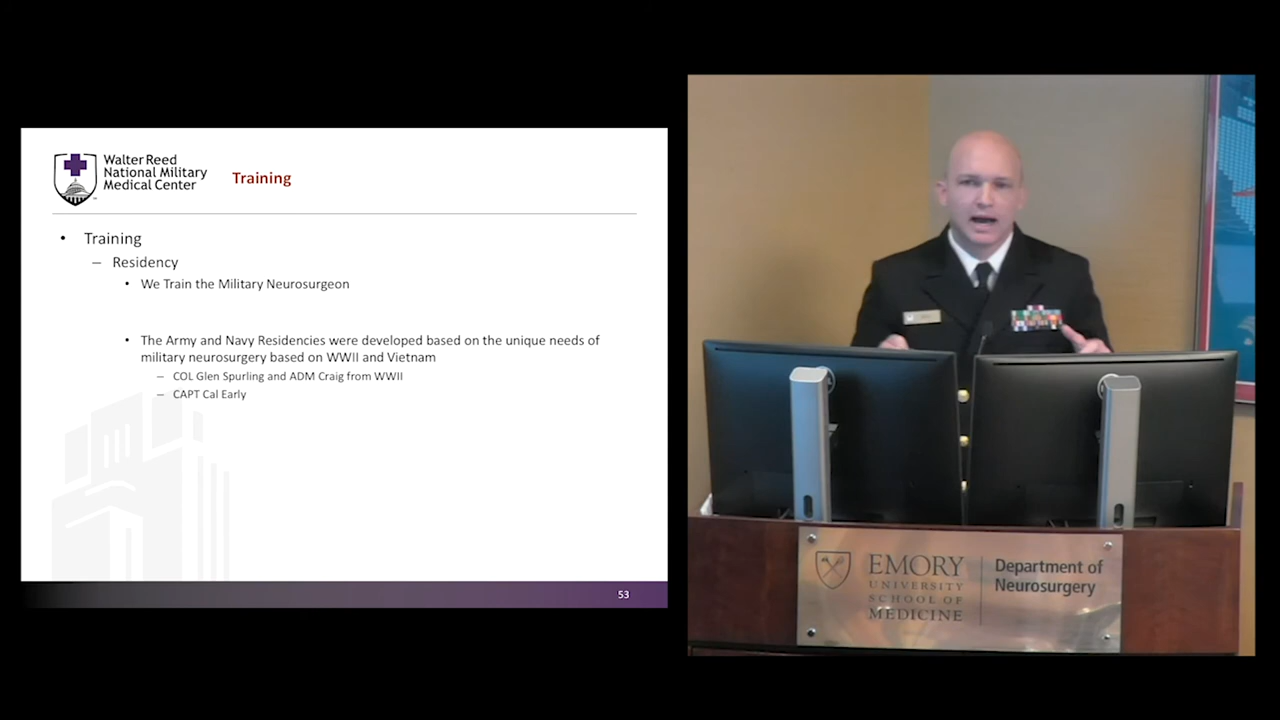 Walter Reed
National Military
Medical Center
Training
• Training
– Residency
• We Train the Military Neurosurgeon
• The Army and Navy Residencies were developed based on the unique needs of
military neurosurgery based on WWII and Vietnam
– COL Glen Spurling and ADM Craig from WWII
– CAPT Cal Early
53
EMORY
UNIVERSITY
SCHOOL OF
MEDICINE
Department of
Neurosurgery